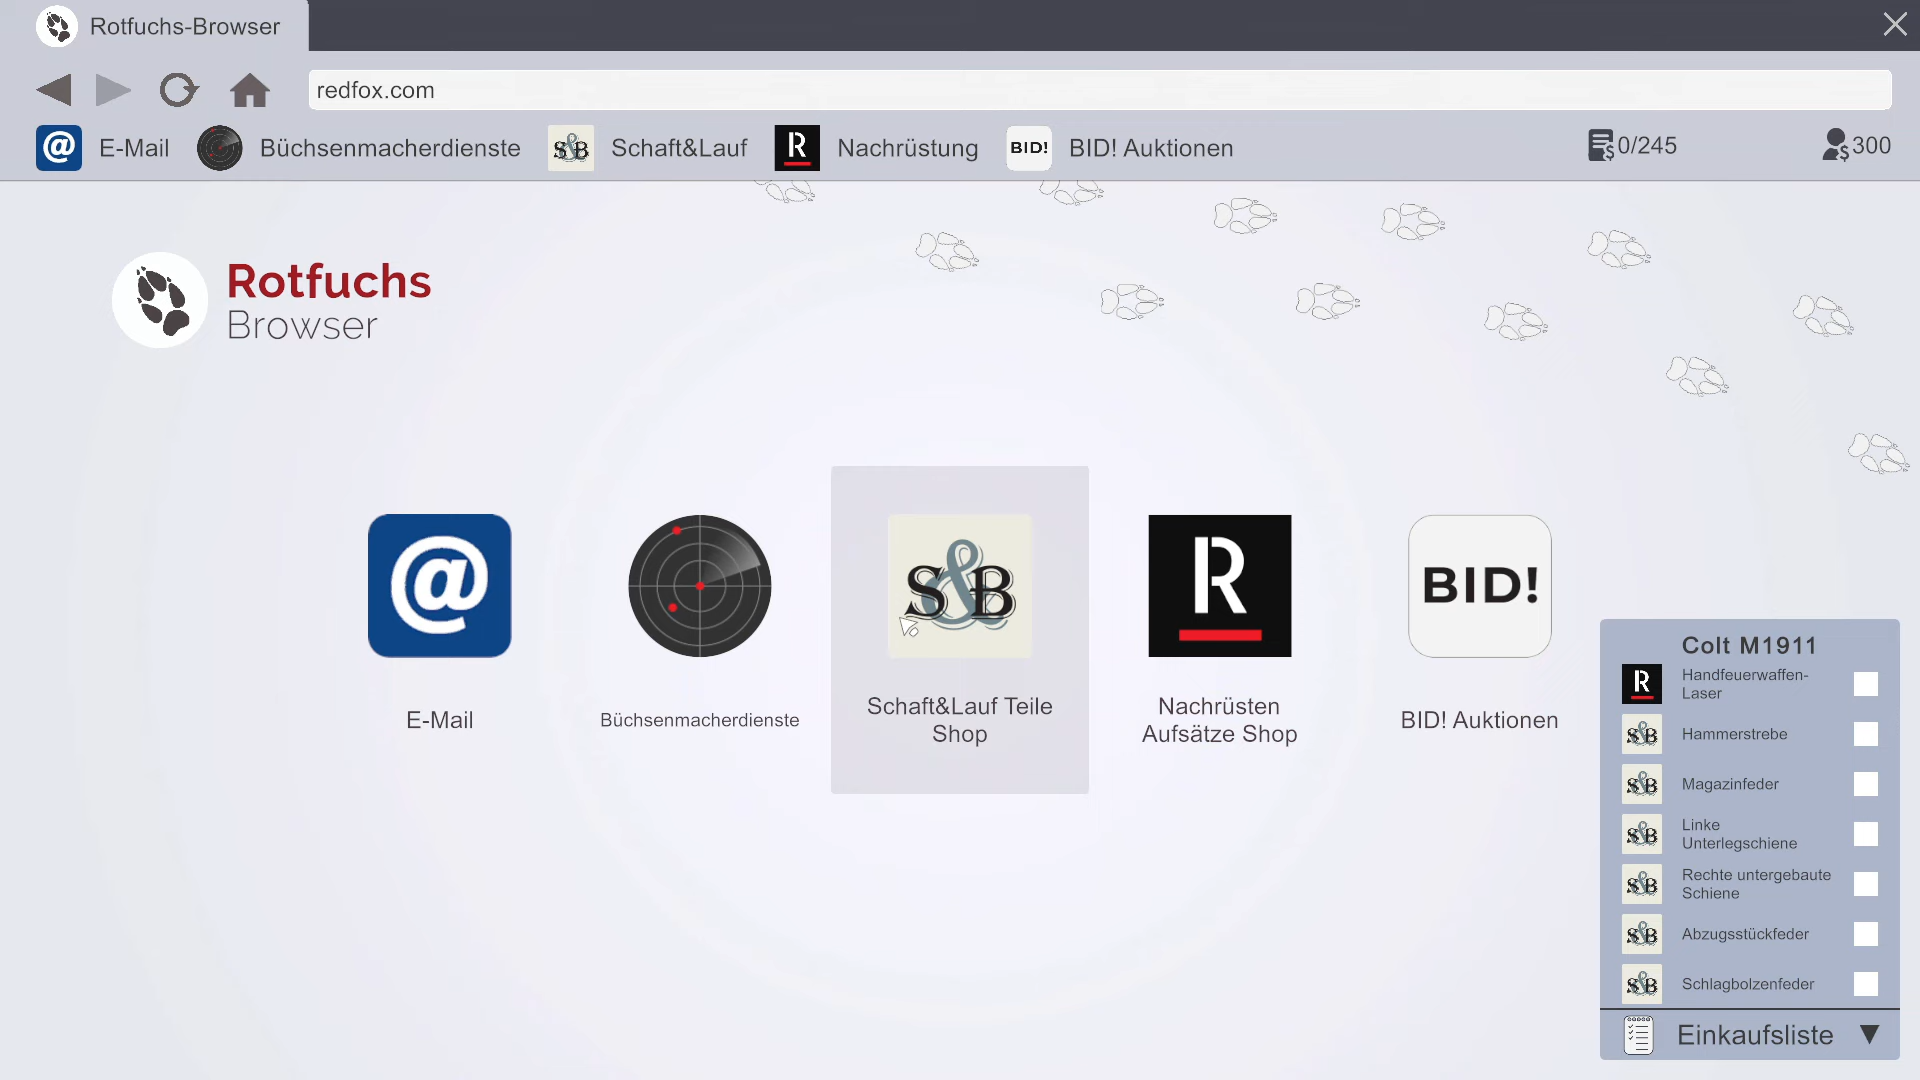 Rotfuchs-Browser
redfox.com
@ E-Mail
Büchsenmacherdienste
S&B Schaft&Lauf
R Nachrüstung
BID! BID! Auktionen
0/245
300
Rotfuchs
Browser
@
S&B
R
BID!
E-Mail
Büchsenmacherdienste
Schaft&Lauf Teile
Shop
Nachrüsten
Aufsätze Shop
BID! Auktionen
Colt M1911
R Handfeuerwaffen-
Laser
S&B Hammerstrebe
S&B Magazinfeder
S&B Linke
Unterlegschiene
S&B Rechte untergebaute
Schiene
S&B Abzugsstückfeder
S&B Schlagbolzenfeder
Einkaufsliste